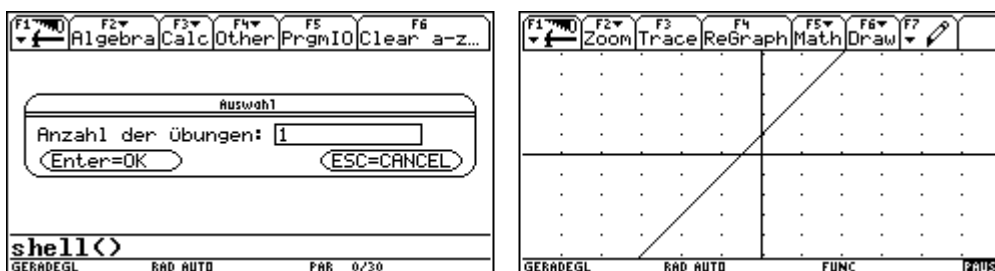 F1 F2 F3 F4 F5 F6
Algebra Calc Other PrgmIO Clear a-z…
Auswahl
Anzahl der übungen: 1
Enter=OK ESC=CANCEL
shell()
GERADEGL RAD AUTO PAR 0/30
F1 F2 F3 F4 F5 F6 F7
Zoom Trace ReGraph Math Draw
GERADEGL RAD AUTO FUNC